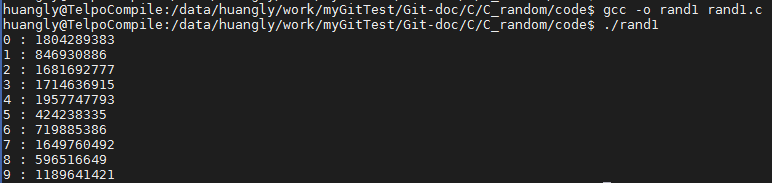 huangly@TelpoCompile:/data/huangly/work/myGitTest/Git-doc/C/C_random/code$ gcc -o rand1 rand1.c
huangly@TelpoCompile:/data/huangly/work/myGitTest/Git-doc/C/C_random/code$ ./rand1
0 : 1804289383
1 : 846930886
2 : 1681692777
3 : 1714636915
4 : 1957747793
5 : 424238335
6 : 719885386
7 : 1649760492
8 : 596516649
9 : 1189641421